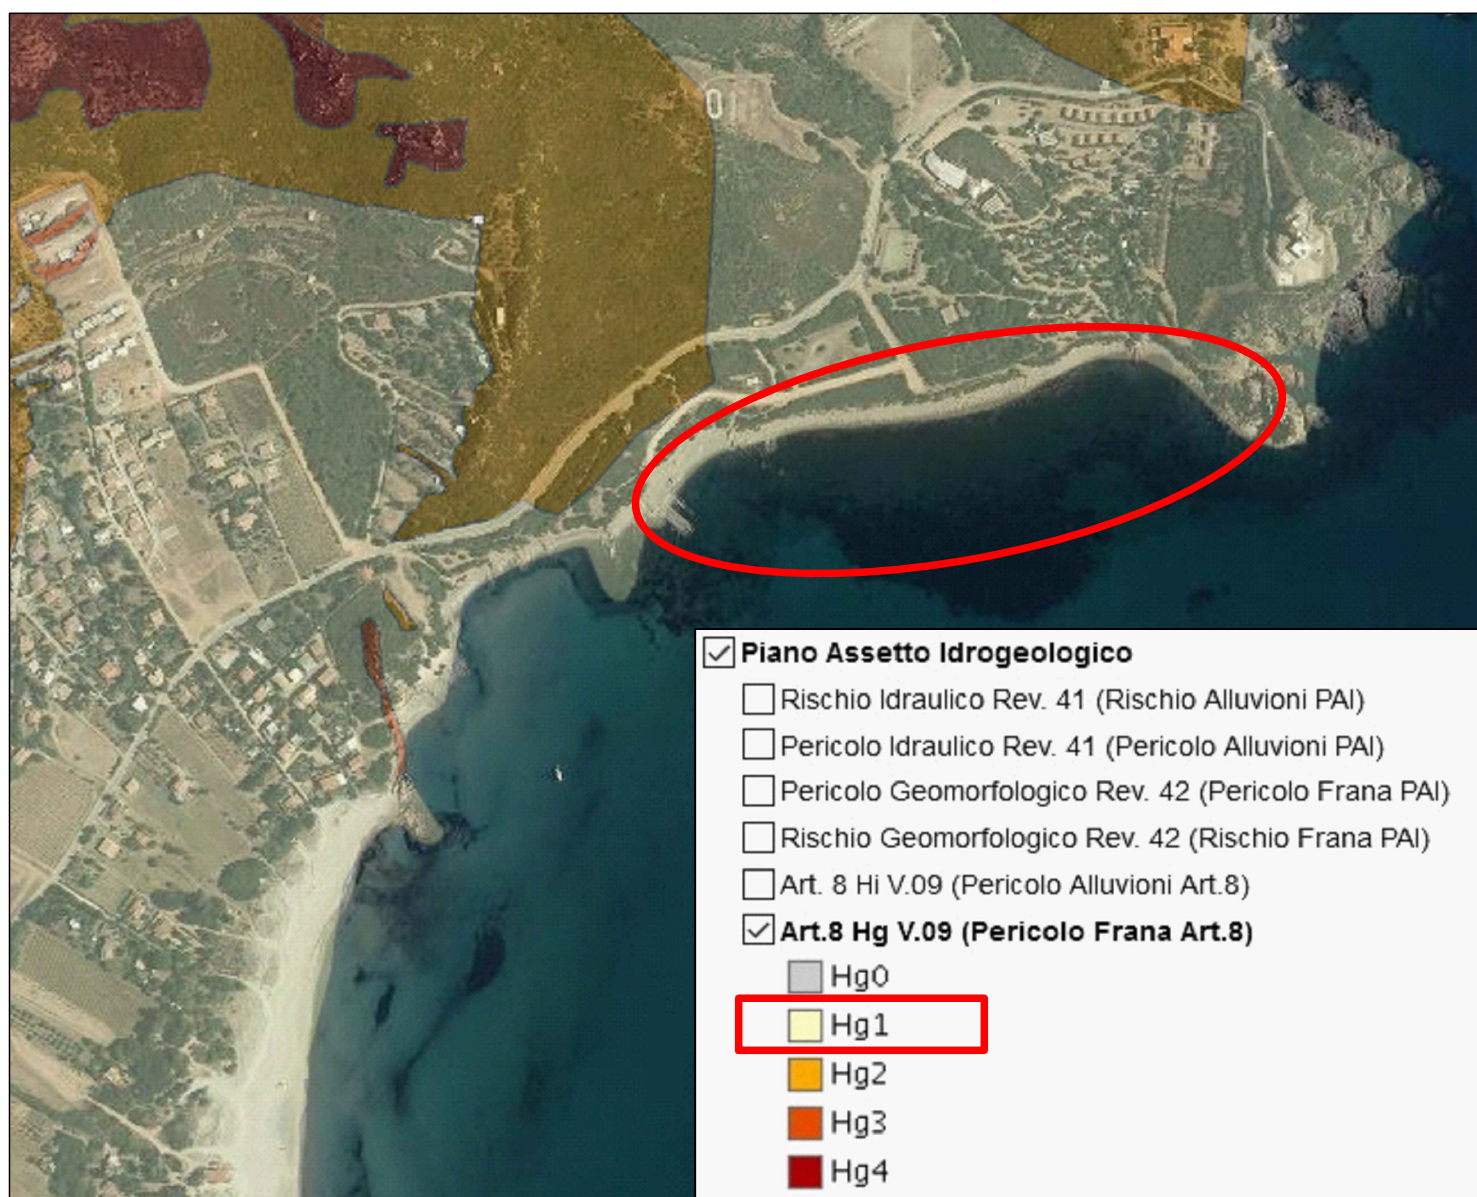 Piano Assetto Idrogeologico
Rischio Idraulico Rev. 41 (Rischio Alluvioni PAI)
Pericolo Idraulico Rev. 41 (Pericolo Alluvioni PAI)
Pericolo Geomorfologico Rev. 42 (Pericolo Frana PAI)
Rischio Geomorfologico Rev. 42 (Rischio Frana PAI)
Art. 8 Hi V.09 (Pericolo Alluvioni Art.8)
Art.8 Hg V.09 (Pericolo Frana Art.8)
Hg0
Hg1
Hg2
Hg3
Hg4